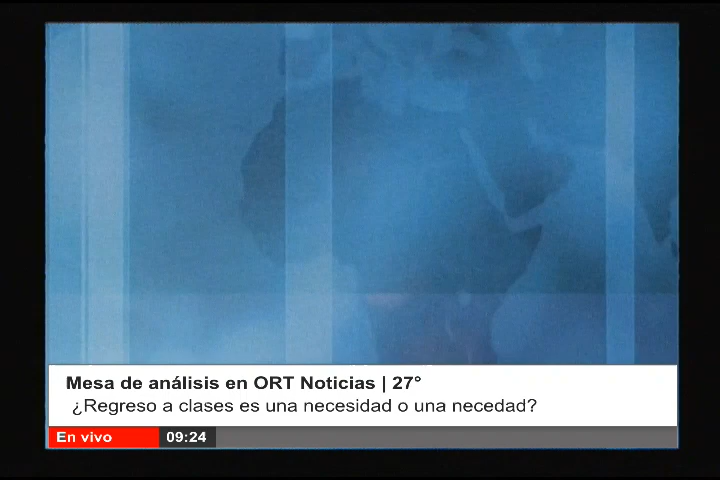 Mesa de análisis en ORT Noticias | 27°
¿Regreso a clases es una necesidad o una necedad?
En vivo
09:24